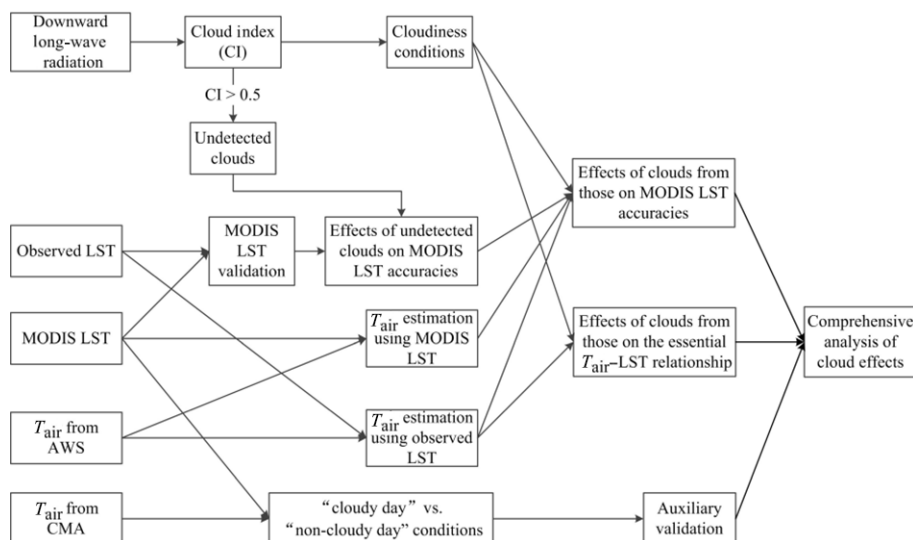 Downward
long-wave
radiation
Cloud index
(CI)
Cloudiness
conditions
CI > 0.5
Undetected
clouds
Effects of clouds from
those on MODIS LST
accuracies
Observed LST
MODIS
LST
validation
Effects of undetected
clouds on MODIS
LST accuracies
MODIS LST
Tair estimation
using MODIS
LST
Effects of clouds from
those on the essential
Tair–LST relationship
Comprehensive
analysis of
cloud effects
Tair from
AWS
Tair estimation
using observed
LST
Tair from
CMA
“cloudy day” vs.
“non-cloudy day” conditions
Auxiliary
validation